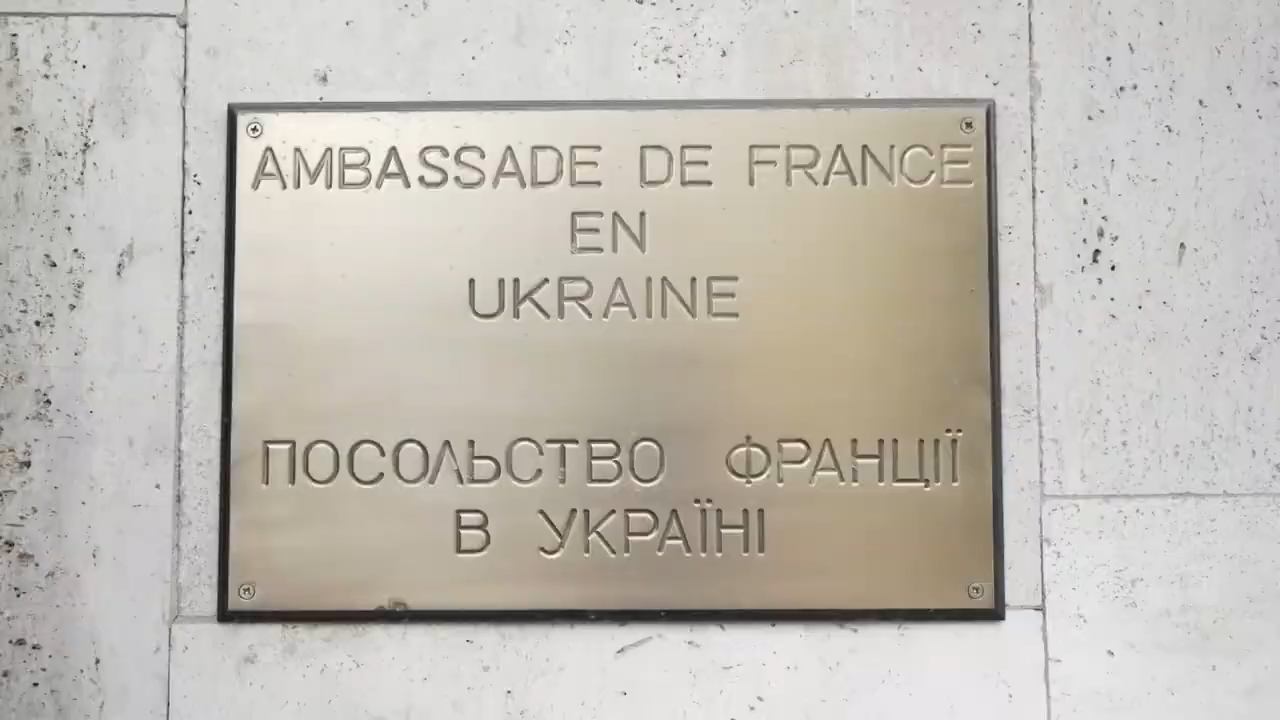 AMBASSADE DE FRANCE
EN
UKRAINE
ПОСОЛЬСТВО ФРАНЦІЇ
В УКРАЇНІ